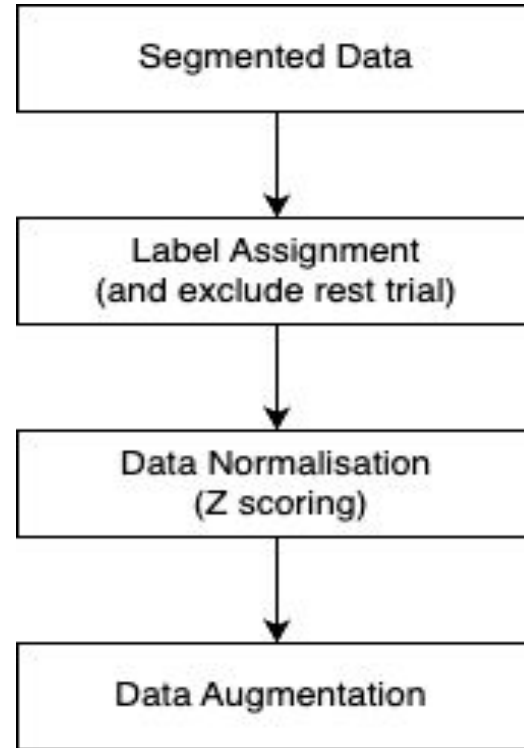 Segmented Data
Label Assignment
(and exclude rest trial)
Data Normalisation
(Z scoring)
Data Augmentation